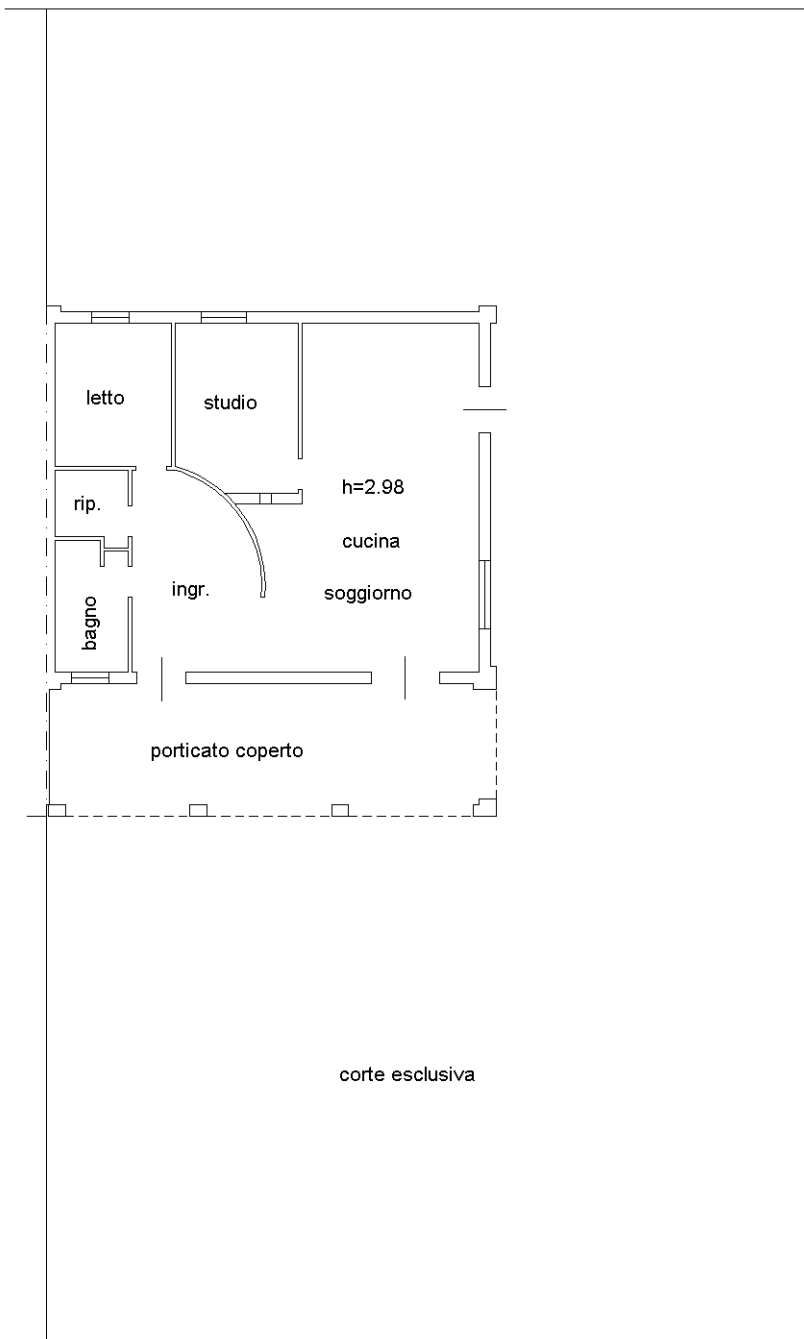 letto
studio
h=2.98
rip.
cucina
ingr.
soggiorno
bagno
porticato coperto
corte esclusiva